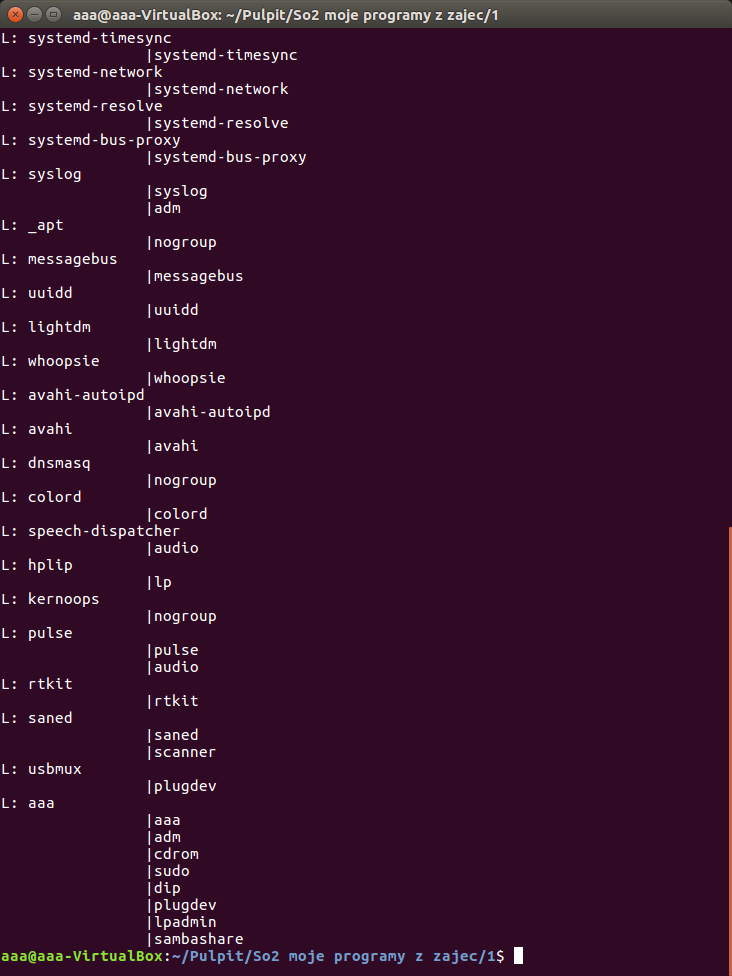 aaa@aaa-VirtualBox: ~/Pulpit/So2 moje programy z zajec/1
L: systemd-timesync
|systemd-timesync
L: systemd-network
|systemd-network
L: systemd-resolve
|systemd-resolve
L: systemd-bus-proxy
|systemd-bus-proxy
L: syslog
|syslog
|adm
L: _apt
|nogroup
L: messagebus
|messagebus
L: uuidd
|uuidd
L: lightdm
|lightdm
L: whoopsie
|whoopsie
L: avahi-autoipd
|avahi-autoipd
L: avahi
|avahi
L: dnsmasq
|nogroup
L: colord
|colord
L: speech-dispatcher
|audio
L: hplip
|lp
L: kernoops
|nogroup
L: pulse
|pulse
|audio
L: rtkit
|rtkit
L: saned
|saned
|scanner
L: usbmux
|plugdev
L: aaa
|aaa
|adm
|cdrom
|sudo
|dip
|plugdev
|lpadmin
|sambashare
aaa@aaa-VirtualBox:~/Pulpit/So2 moje programy z zajec/1$